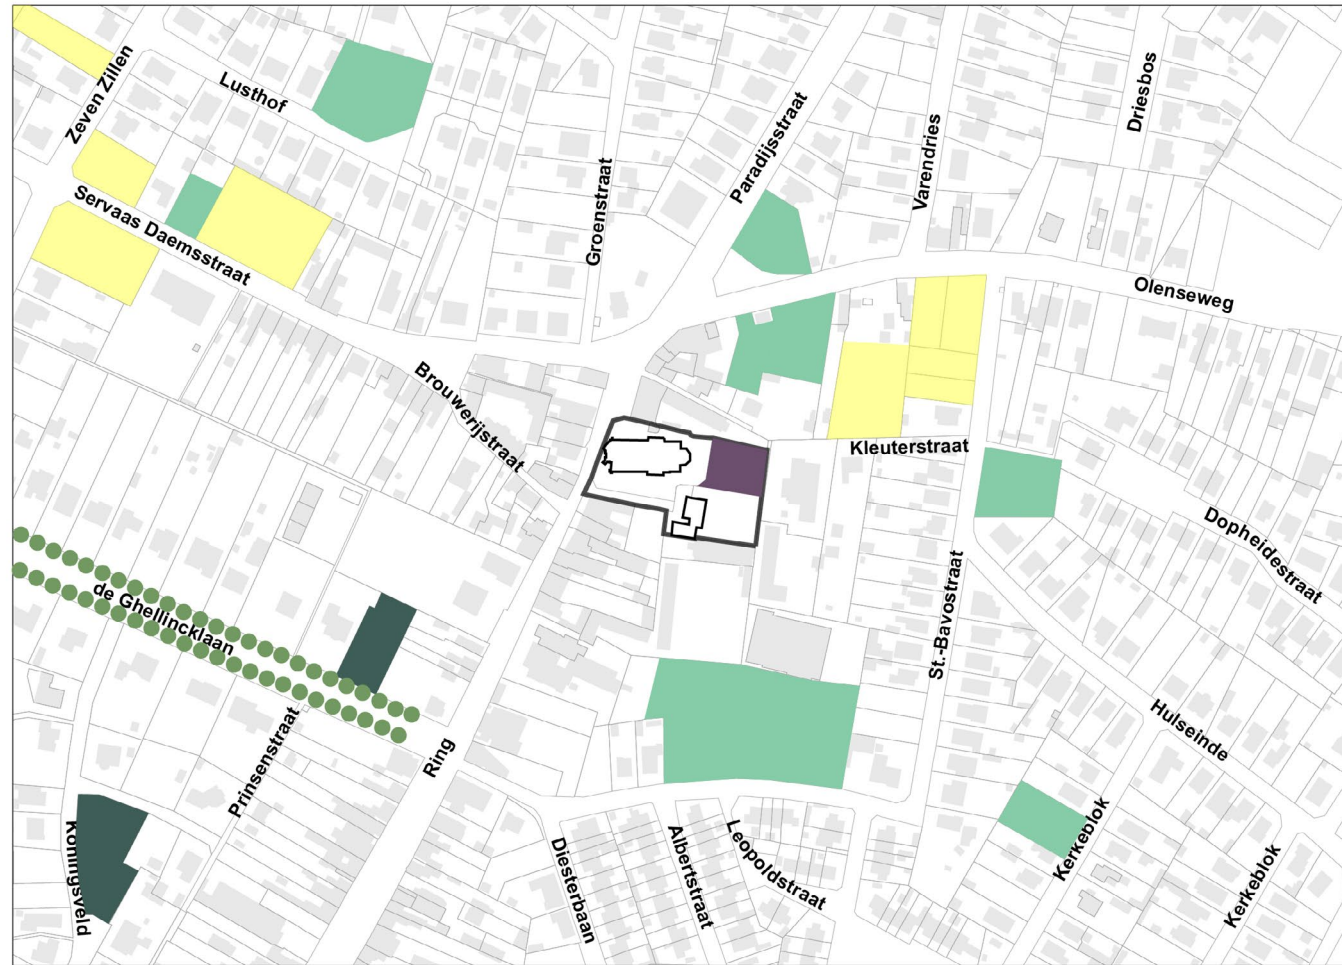 Zeven Zillen
Lusthof
Driesbos
Paradijsstraat
Varendries
Groenstraat
Servaas Daemsstraat
Olenseweg
Brouwerijstraat
Kleuterstraat
Dopheidestraat
de Ghellincklaan
St.-Bavostraat
Hulseinde
Prinsenstraat
Ring
Kerkeblok
Kerkeblok
Koningsveld
Diesterbaan
Albertstraat
Leopoldstraat